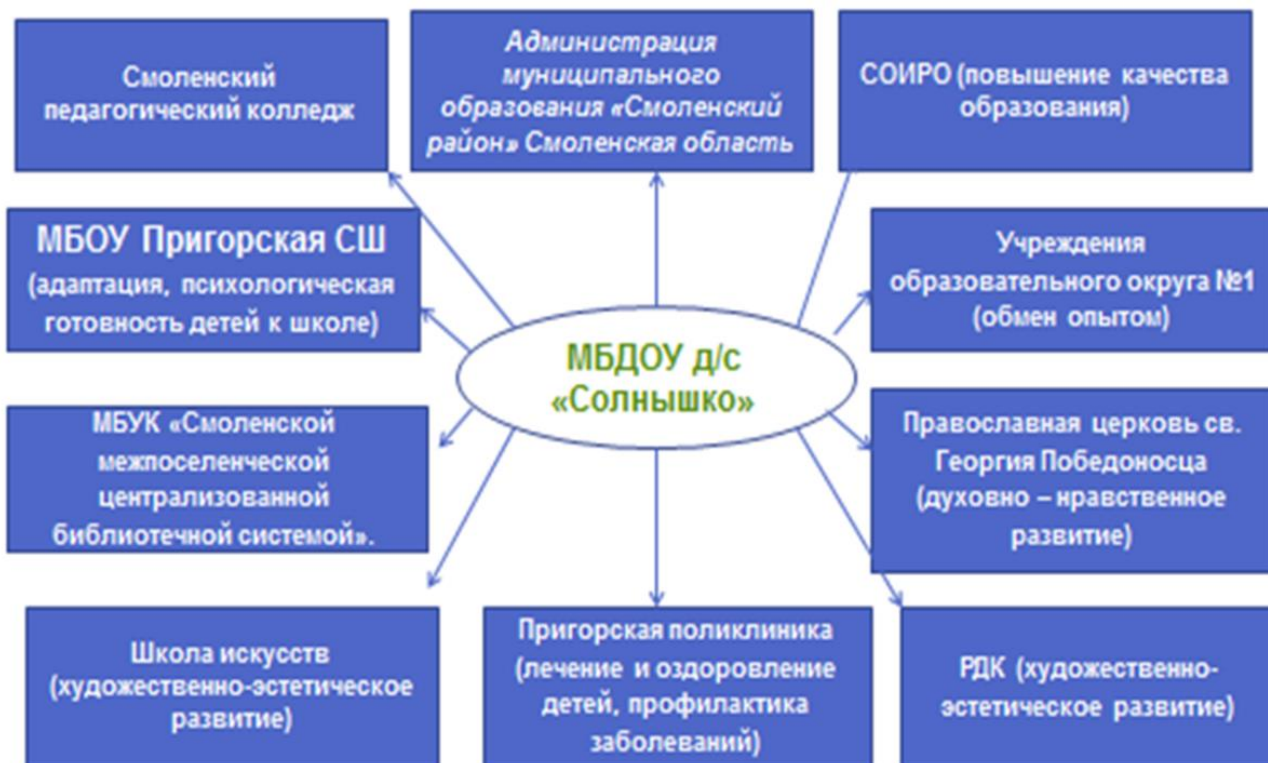 Смоленский
педагогический колледж
Администрация
муниципального
образования «Смоленский
район» Смоленская область
СОИРО (повышение качества
образования)
МБОУ Пригорская СШ
(адаптация, психологическая
готовность детей к школе)
Учреждения
образовательного округа №1
(обмен опытом)
МБДОУ д/с
«Солнышко»
МБУК «Смоленской
межпоселенческой
централизованной
библиотечной системой».
Православная церковь св.
Георгия Победоносца
(духовно – нравственное
развитие)
Школа искусств
(художественно-эстетическое
развитие)
Пригорская поликлиника
(лечение и оздоровление
детей, профилактика
заболеваний)
РДК (художественно-
эстетическое развитие)